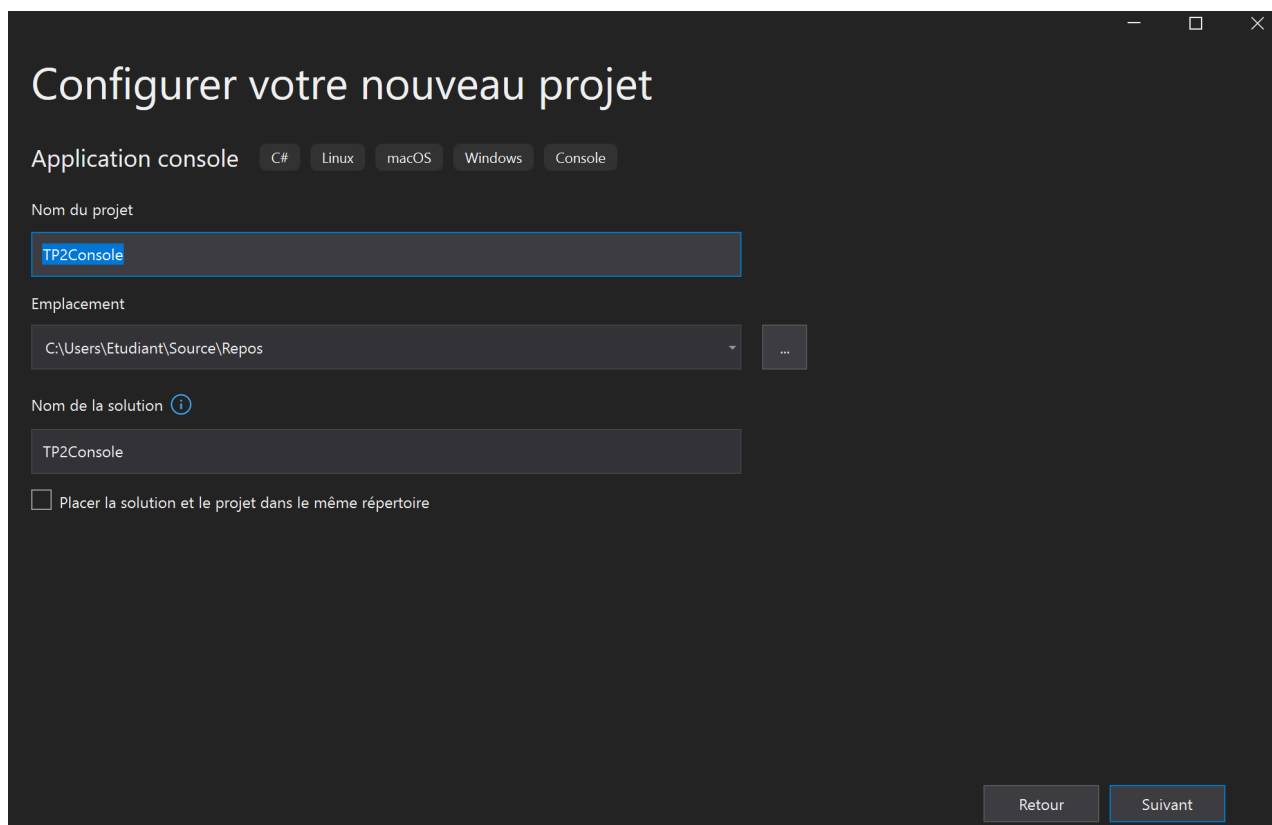 Configurer votre nouveau projet
Application console C# Linux macOS Windows Console
Nom du projet
TP2Console
Emplacement
C:\Users\Etudiant\Source\Repos
...
Nom de la solution
TP2Console
Placer la solution et le projet dans le même répertoire
Retour Suivant